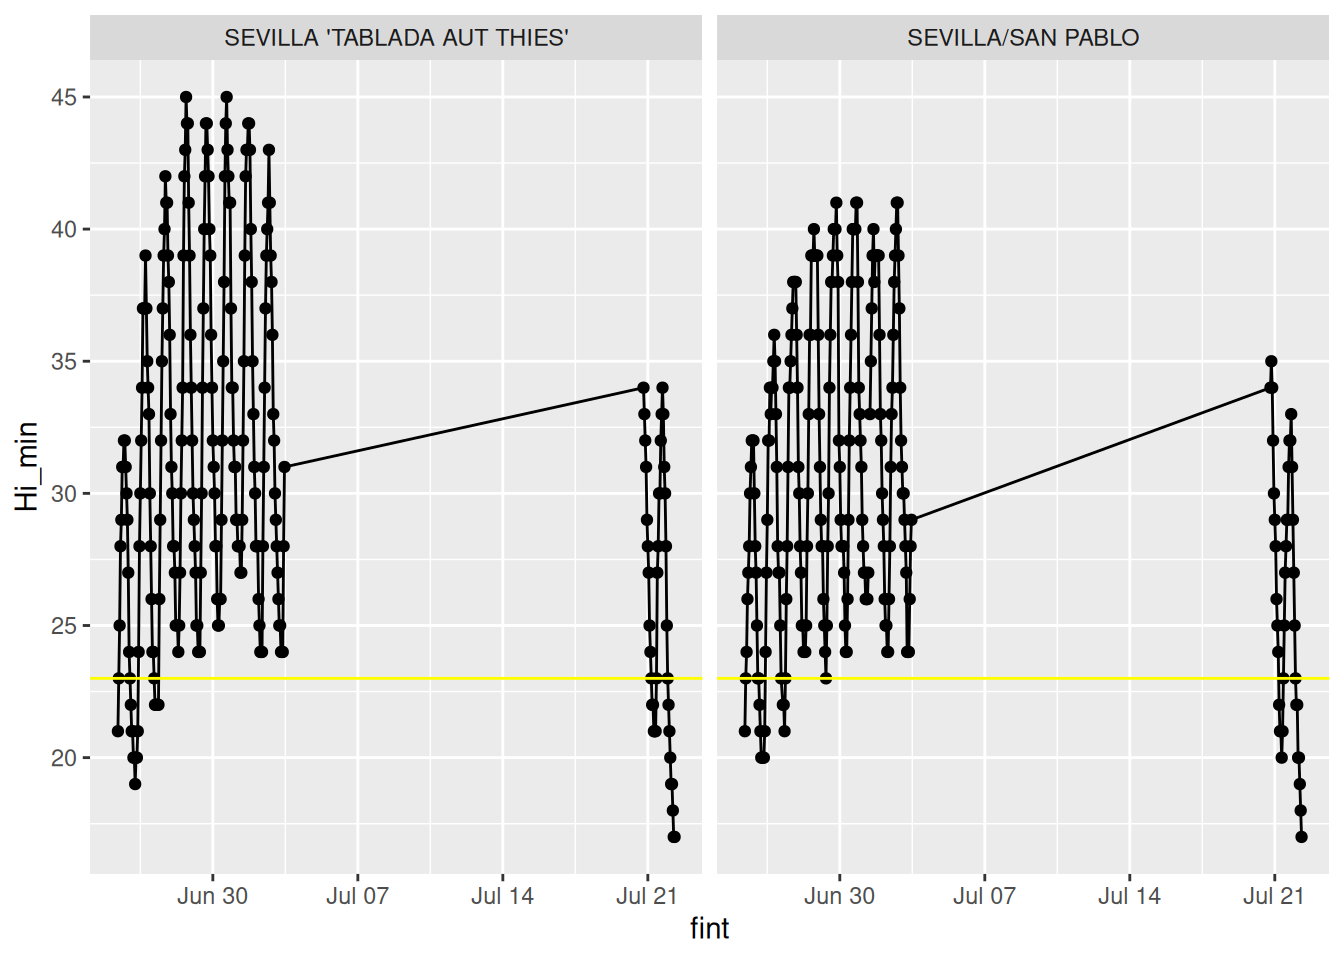 SEVILLA 'TABLADA AUT THIES'
SEVILLA/SAN PABLO
Hi_min
45
40
35
30
25
20
Jun 30
Jul 07
Jul 14
Jul 21
Jun 30
Jul 07
Jul 14
Jul 21
fint